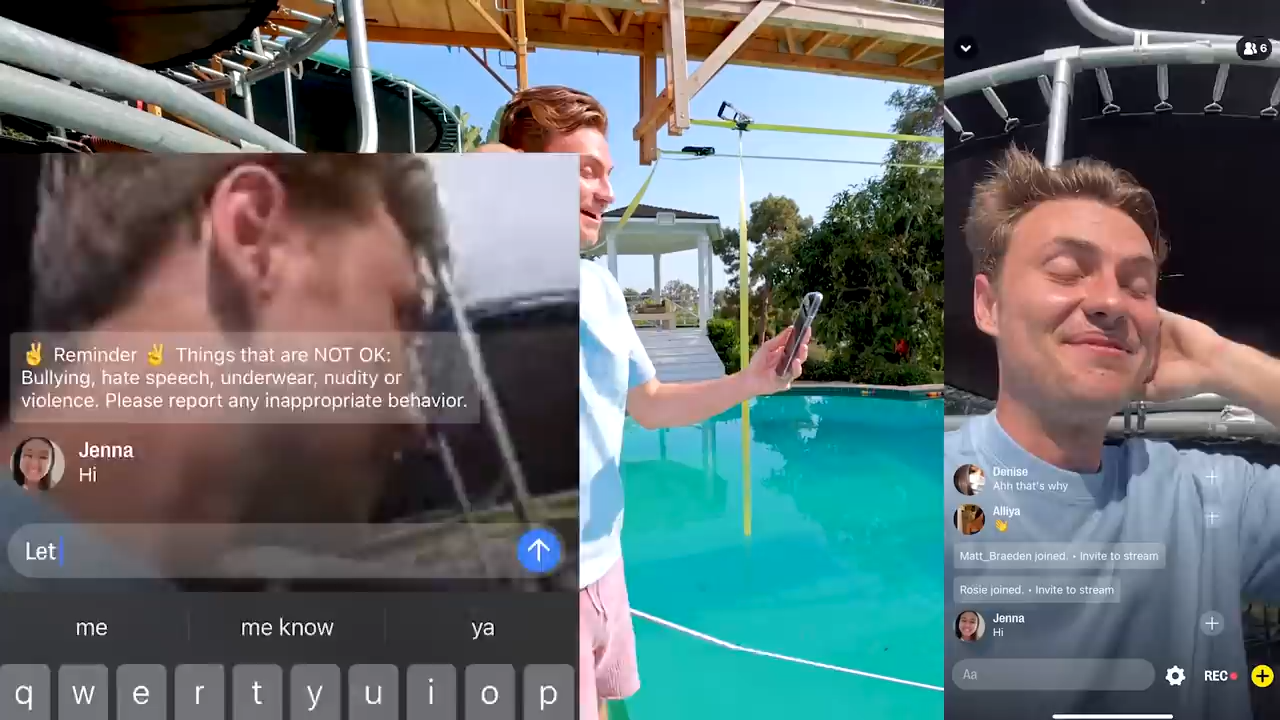 ✌️ Reminder ✌️ Things that are NOT OK:
Bullying, hate speech, underwear, nudity or
violence. Please report any inappropriate behavior.
Jenna
Hi
Let
me
me know
ya
q w e r t y u i o p
6
Denise
Ahh that's why
Alliya
👏
Matt_Braeden joined. • Invite to stream
Rosie joined. • Invite to stream
Jenna
Hi
Aa
REC